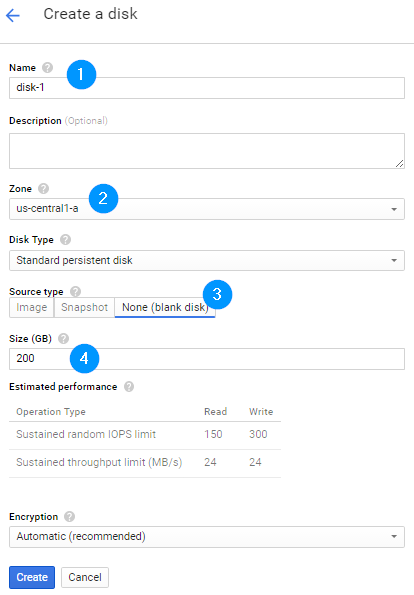 Create a disk
Name ?
1
disk-1
Description (Optional)
Zone ?
2
us-central1-a
Disk Type ?
Standard persistent disk
Source type ?
3
Image Snapshot None (blank disk)
Size (GB) ?
200
4
Estimated performance ?
Operation Type Read Write
Sustained random IOPS limit 150 300
Sustained throughput limit (MB/s) 24 24
Encryption ?
Automatic (recommended)
Create Cancel